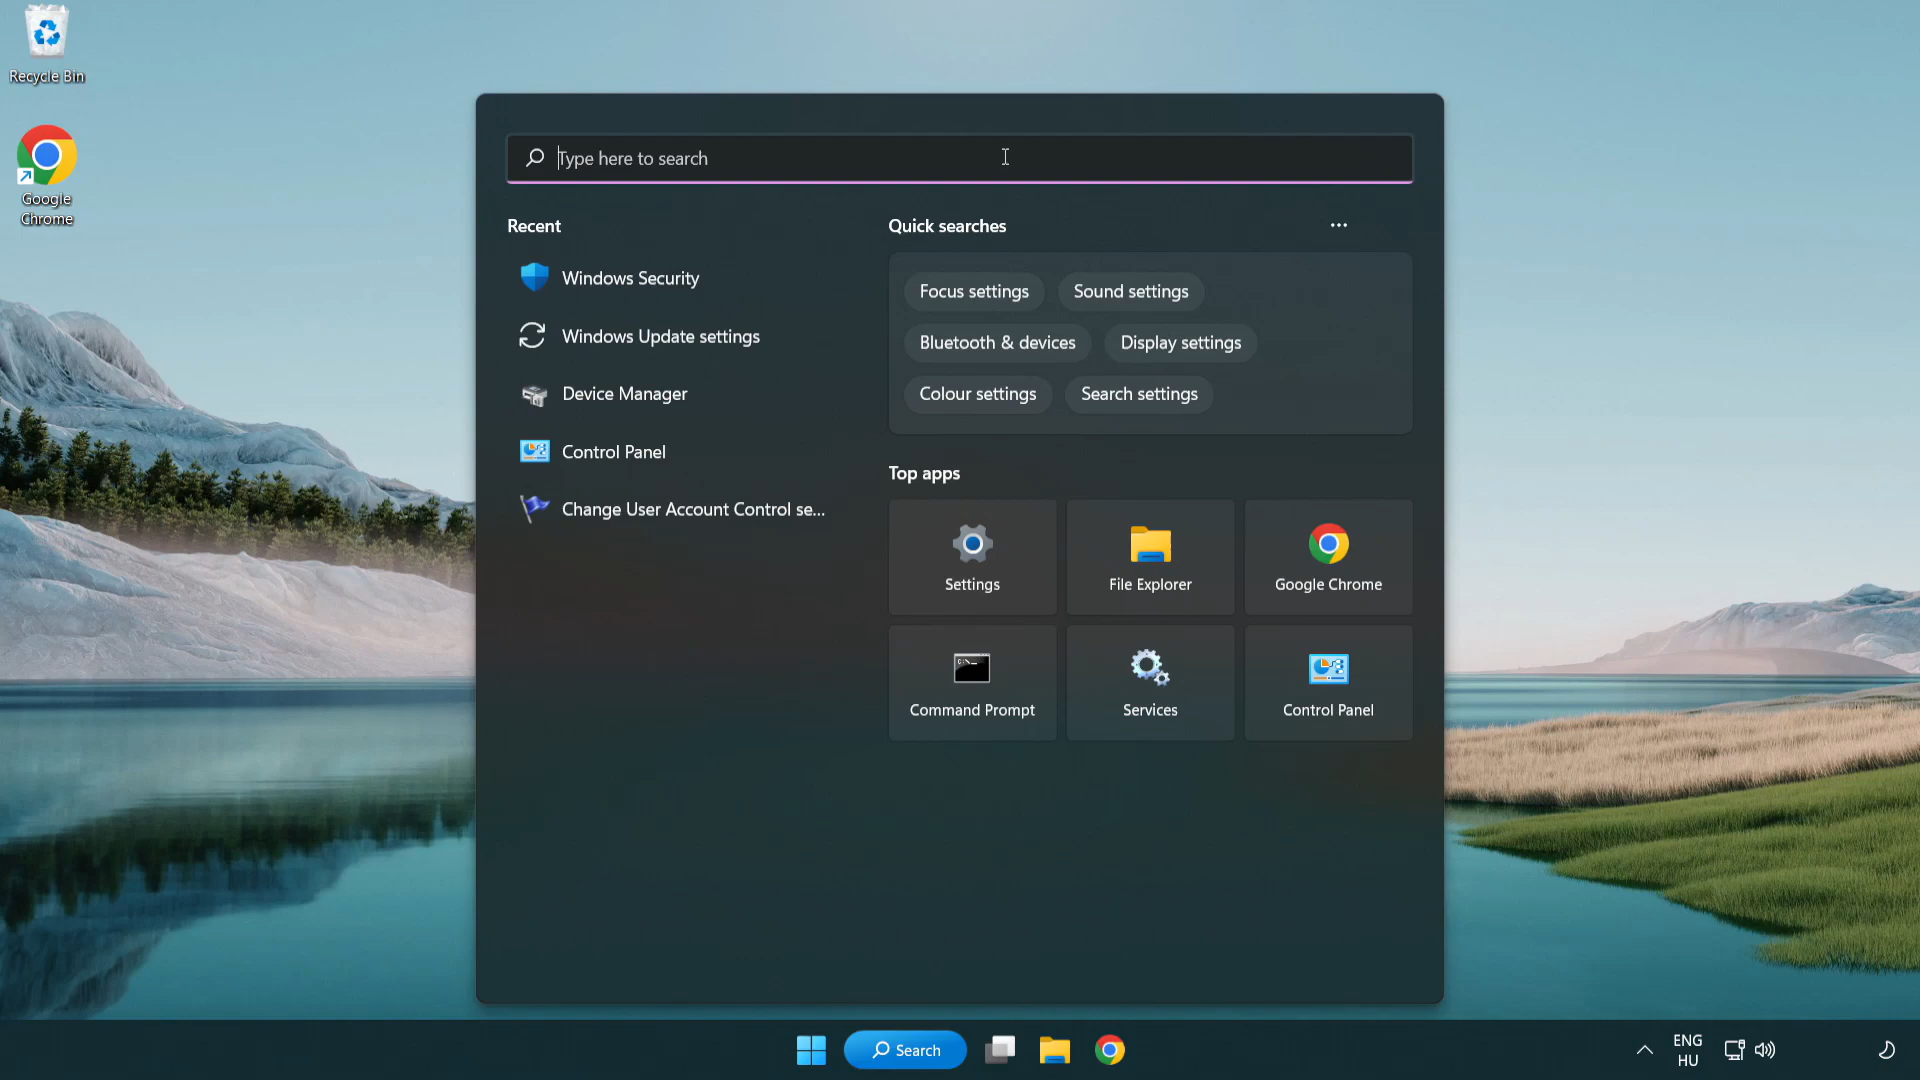 Recycle Bin
Google
Chrome
Type here to search
Recent
Windows Security
Windows Update settings
Device Manager
Control Panel
Change User Account Control se...
Quick searches
Focus settings
Sound settings
Bluetooth & devices
Display settings
Colour settings
Search settings
Top apps
Settings
File Explorer
Google Chrome
Command Prompt
Services
Control Panel
Search
ENG
HU